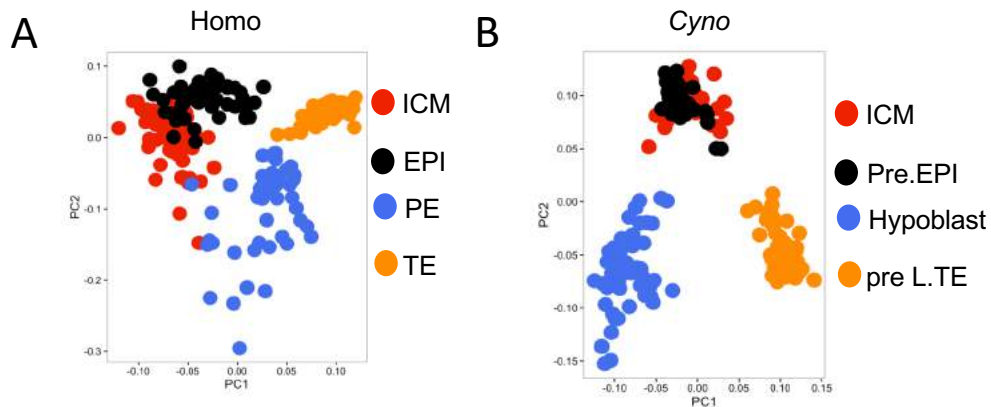 A
Homo
0.1
0.0
-0.1
-0.2
-0.3
PC2
-0.10
-0.05
0.00
0.05
0.10
PC1
ICM
EPI
PE
TE
B
Cyno
0.10
0.05
0.00
-0.05
-0.10
-0.15
PC2
-0.10
-0.05
0.00
0.05
0.10
0.15
PC1
ICM
Pre.EPI
Hypoblast
pre L.TE